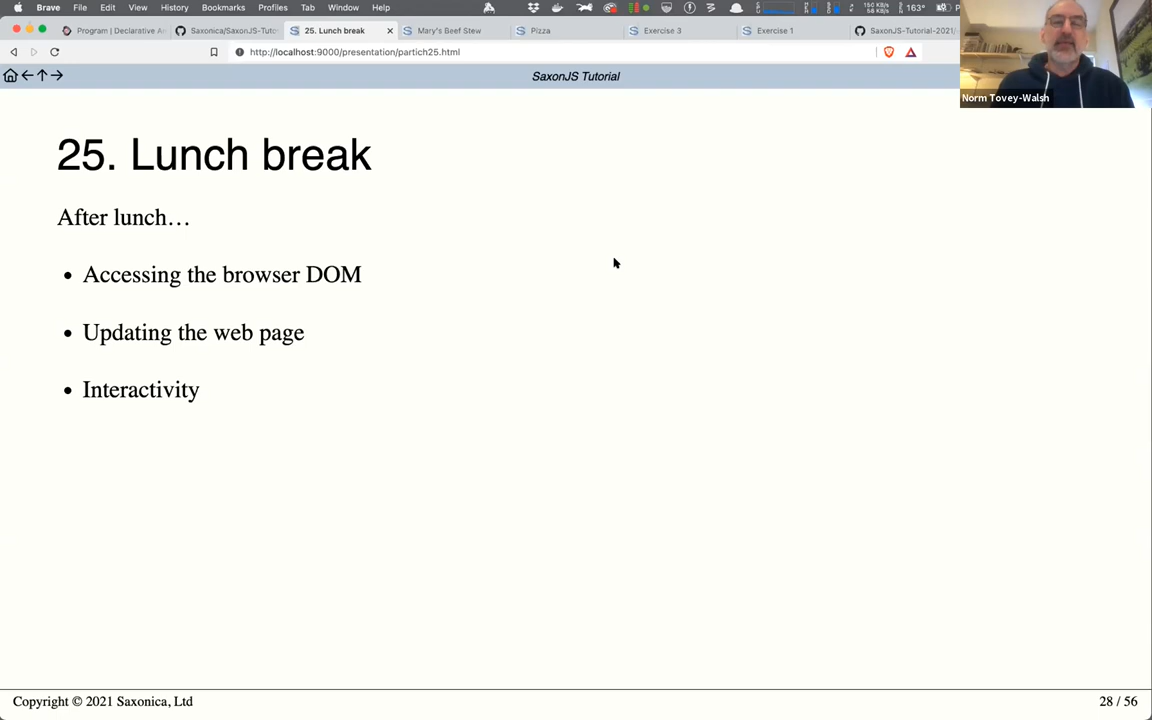 Brave File Edit View History Bookmarks Profiles Tab Window Help 163°
Program | Declarative A Saxonica/SaxonJS-Tuto 25. Lunch break Mary's Beef Stew Pizza Exercise 3 Exercise 1 SaxonJS-Tutorial-2021/
http://localhost:9000/presentation/partich25.html
SaxonJS Tutorial
Norm Tovey-Walsh
25. Lunch break
After lunch…
• Accessing the browser DOM
• Updating the web page
• Interactivity
Copyright © 2021 Saxonica, Ltd
28 / 56